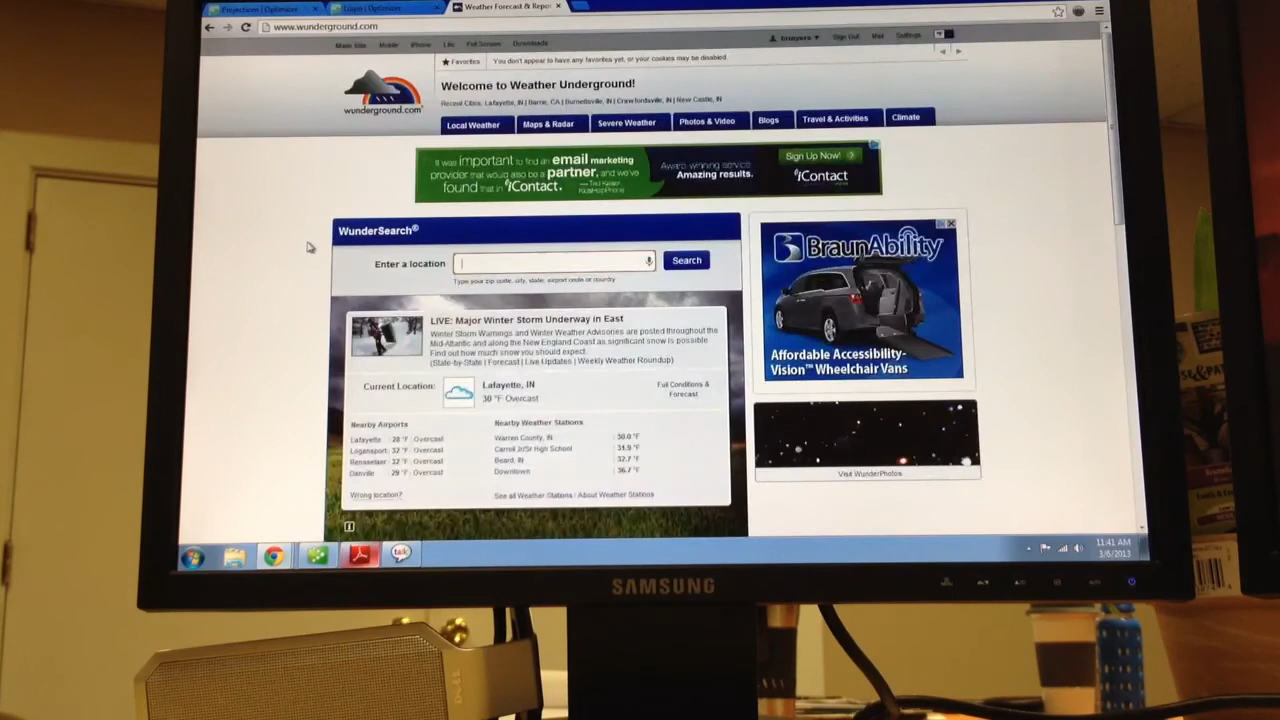 Projections | Optimizer
Login | Optimizer
Weather Forecast & Repo
www.wunderground.com
Main Site Mobile iPhone Lite Full Screen Downloads
Sign Out Mail Settings
Favorites
You don't appear to have any favorites, or your cookies may be disabled.
wunderground.com
Welcome to Weather Underground!
Recent Cities: Lafayette, IN | Barrie, CA | Burnettsville, IN | Crawfordsville, IN | New Castle, IN
Local Weather Maps & Radar Severe Weather Photos & Video Blogs Travel & Activities Climate
It was important to find an email marketing
provider that would also be a partner, and we've
found that in iContact.
Award-winning service.
Amazing results.
Sign Up Now!
iContact
WunderSearch®
Enter a location
Search
Type your zip code, city, state, airport code or country
LIVE: Major Winter Storm Underway in East
Winter Storm Warnings and Winter Weather Advisories are posted throughout the
Mid-Atlantic and along the New England Coast as significant snow is possible
Find out how much snow you should expect.
(State-by-State | Forecast | Live Updates | Weekly Weather Roundup)
Current Location:
Lafayette, IN
30 °F Overcast
Full Conditions &
Forecast
Nearby Airports
Lafayette 28 °F Overcast
Logansport 32 °F Overcast
Rensselaer 32 °F Overcast
Danville 29 °F Overcast
Wrong location?
Nearby Weather Stations
Warren County, IN 30.0 °F
Carroll Jr/Sr High School 31.9 °F
Beard, IN 32.7 °F
Downtown 36.7 °F
See all Weather Stations | About Weather Stations
BraunAbility
Affordable Accessibility-
Vision™ Wheelchair Vans
Visit WunderPhotos
talk
11:41 AM
3/6/2013
SAMSUNG
DELL